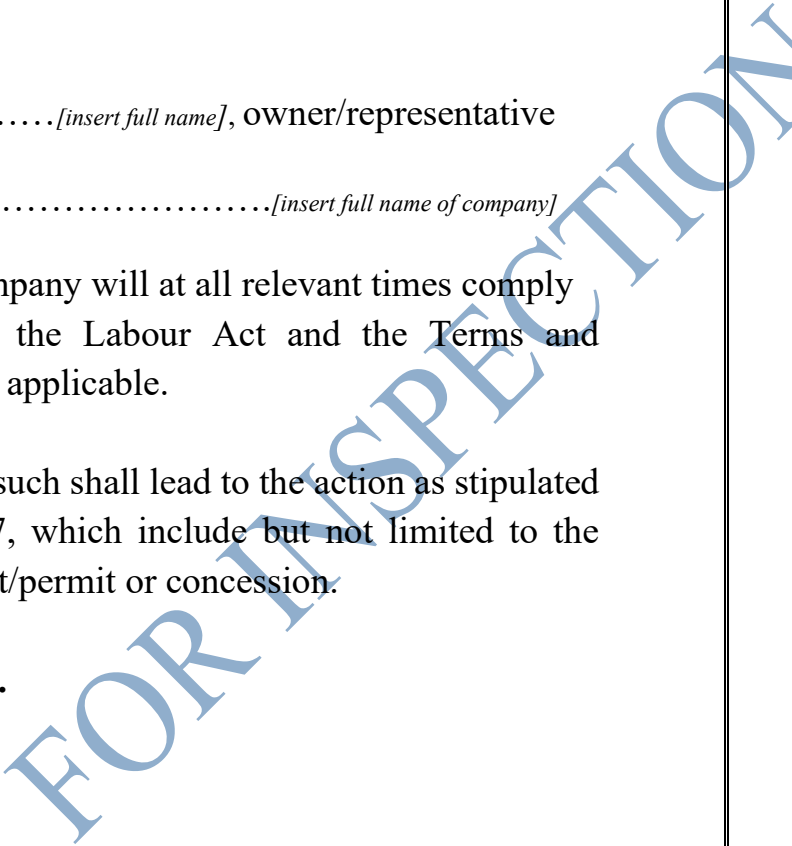 .....[insert full name], owner/representative
......................[insert full name of company]
pany will at all relevant times comply
the Labour Act and the Terms and
applicable.
such shall lead to the action as stipulated
, which include but not limited to the
t/permit or concession.
.
FOR INSPECTION